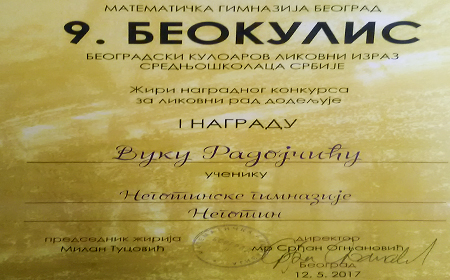 МАТЕМАТИЧКА ГИМНАЗИЈА БЕОГРАД
9. БЕОКУЛИС
БЕОГРАДСКИ КУЛОАРОВ ЛИКОВНИ ИЗРАЗ
СРЕДЊОШКОЛАЦА СРБИЈЕ
Жири наградног конкурса
за ликовни рад додељује
I НАГРАДУ
Вуку Радојчићу
ученику
Неготинске гимназије
Неготин
председник жирија
Милан Туцовић
директор
мр Срђан Огњановић
Београд
12. 5. 2017